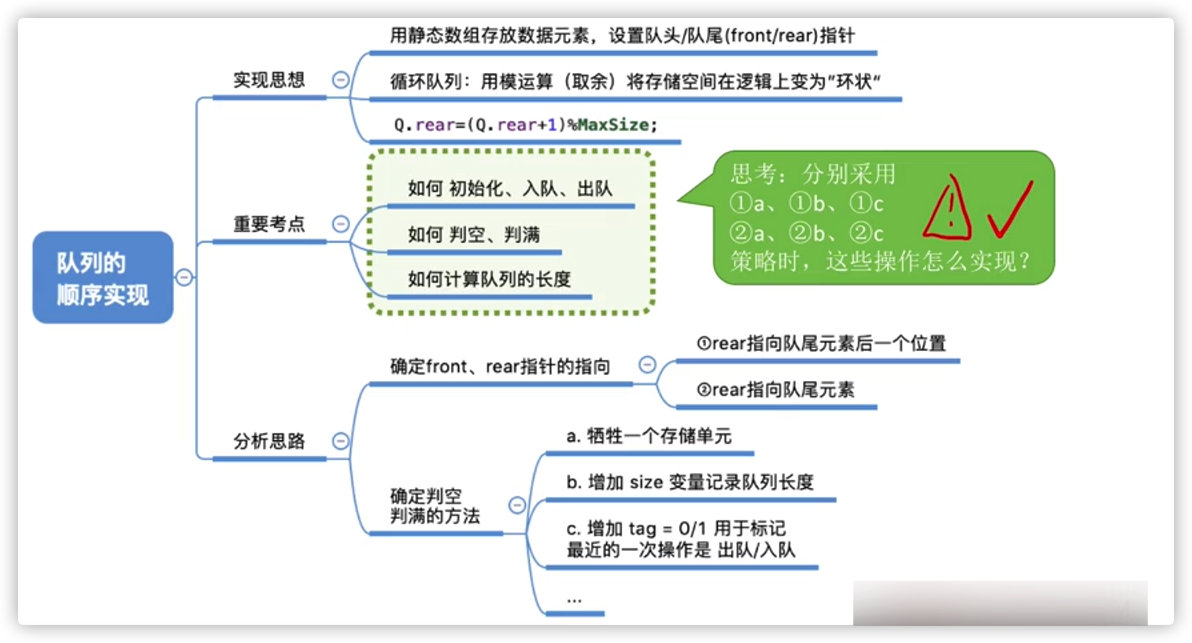 用静态数组存放数据元素，设置队头/队尾(front/rear)指针
实现思想
循环队列：用模运算（取余）将存储空间在逻辑上变为"环状"
Q.rear=(Q.rear+1)%MaxSize;
如何 初始化、入队、出队
重要考点
如何 判空、判满
如何计算队列的长度
思考：分别采用
①a、①b、①c
②a、②b、②c
策略时，这些操作怎么实现？
队列的
顺序实现
①rear指向队尾元素后一个位置
确定front、rear指针的指向
②rear指向队尾元素
分析思路
a. 牺牲一个存储单元
b. 增加 size 变量记录队列长度
确定判空
判满的方法
c. 增加 tag = 0/1 用于标记
最近的一次操作是 出队/入队
...